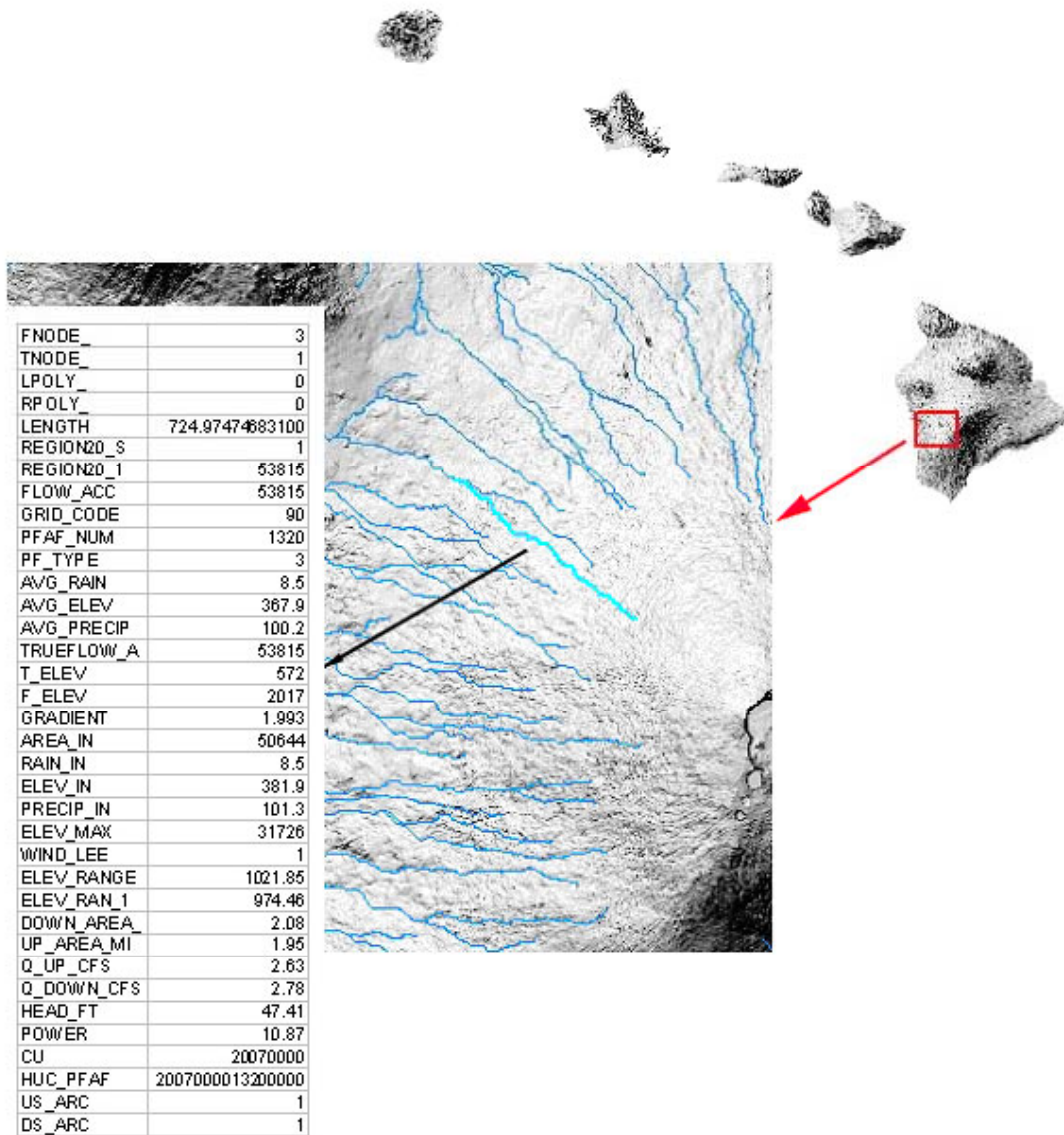 FNODE_ 3
TNODE_ 1
LPOLY_ 0
RPOLY_ 0
LENGTH 724.97474683100
REGION20_S 1
REGION20_1 53815
FLOW_ACC 53815
GRID_CODE 90
PFAF_NUM 1320
PF_TYPE 3
AVG_RAIN 8.5
AVG_ELEV 367.9
AVG_PRECIP 100.2
TRUEFLOW_A 53815
T_ELEV 572
F_ELEV 2017
GRADIENT 1.993
AREA_IN 50644
RAIN_IN 8.5
ELEV_IN 381.9
PRECIP_IN 101.3
ELEV_MAX 31726
WIND_LEE 1
ELEV_RANGE 1021.85
ELEV_RAN_1 974.46
DOWN_AREA_ 2.08
UP_AREA_MI 1.95
Q_UP_CFS 2.63
Q_DOWN_CFS 2.78
HEAD_FT 47.41
POWER 10.87
CU 20070000
HUC_PFAF 2007000013200000
US_ARC 1
DS_ARC 1